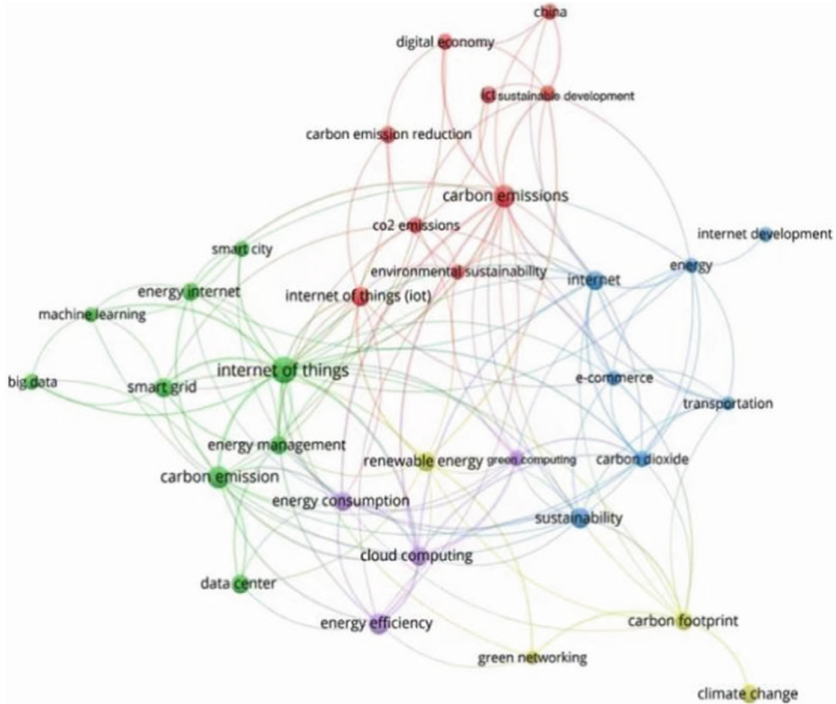 china
digital economy
ict sustainable development
carbon emission reduction
carbon emissions
co2 emissions
internet development
smart city
energy
environmental sustainability
internet
energy internet
internet of things (iot)
machine learning
internet of things
e-commerce
big data
smart grid
transportation
energy management
renewable energy
green computing
carbon dioxide
carbon emission
energy consumption
sustainability
cloud computing
data center
energy efficiency
carbon footprint
green networking
climate change